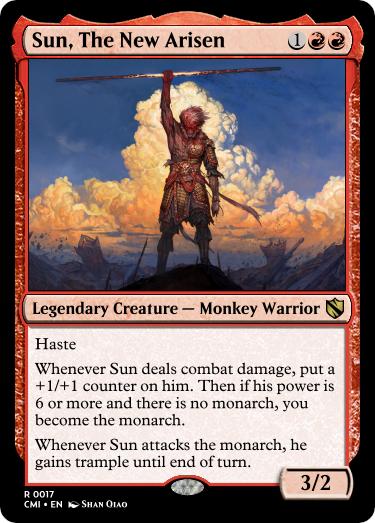 Sun, The New Arisen 1
Legendary Creature — Monkey Warrior
Haste
Whenever Sun deals combat damage, put a
+1/+1 counter on him. Then if his power is
6 or more and there is no monarch, you
become the monarch.
Whenever Sun attacks the monarch, he
gains trample until end of turn.
3/2
R 0017
CMI • EN SHAN QIAO